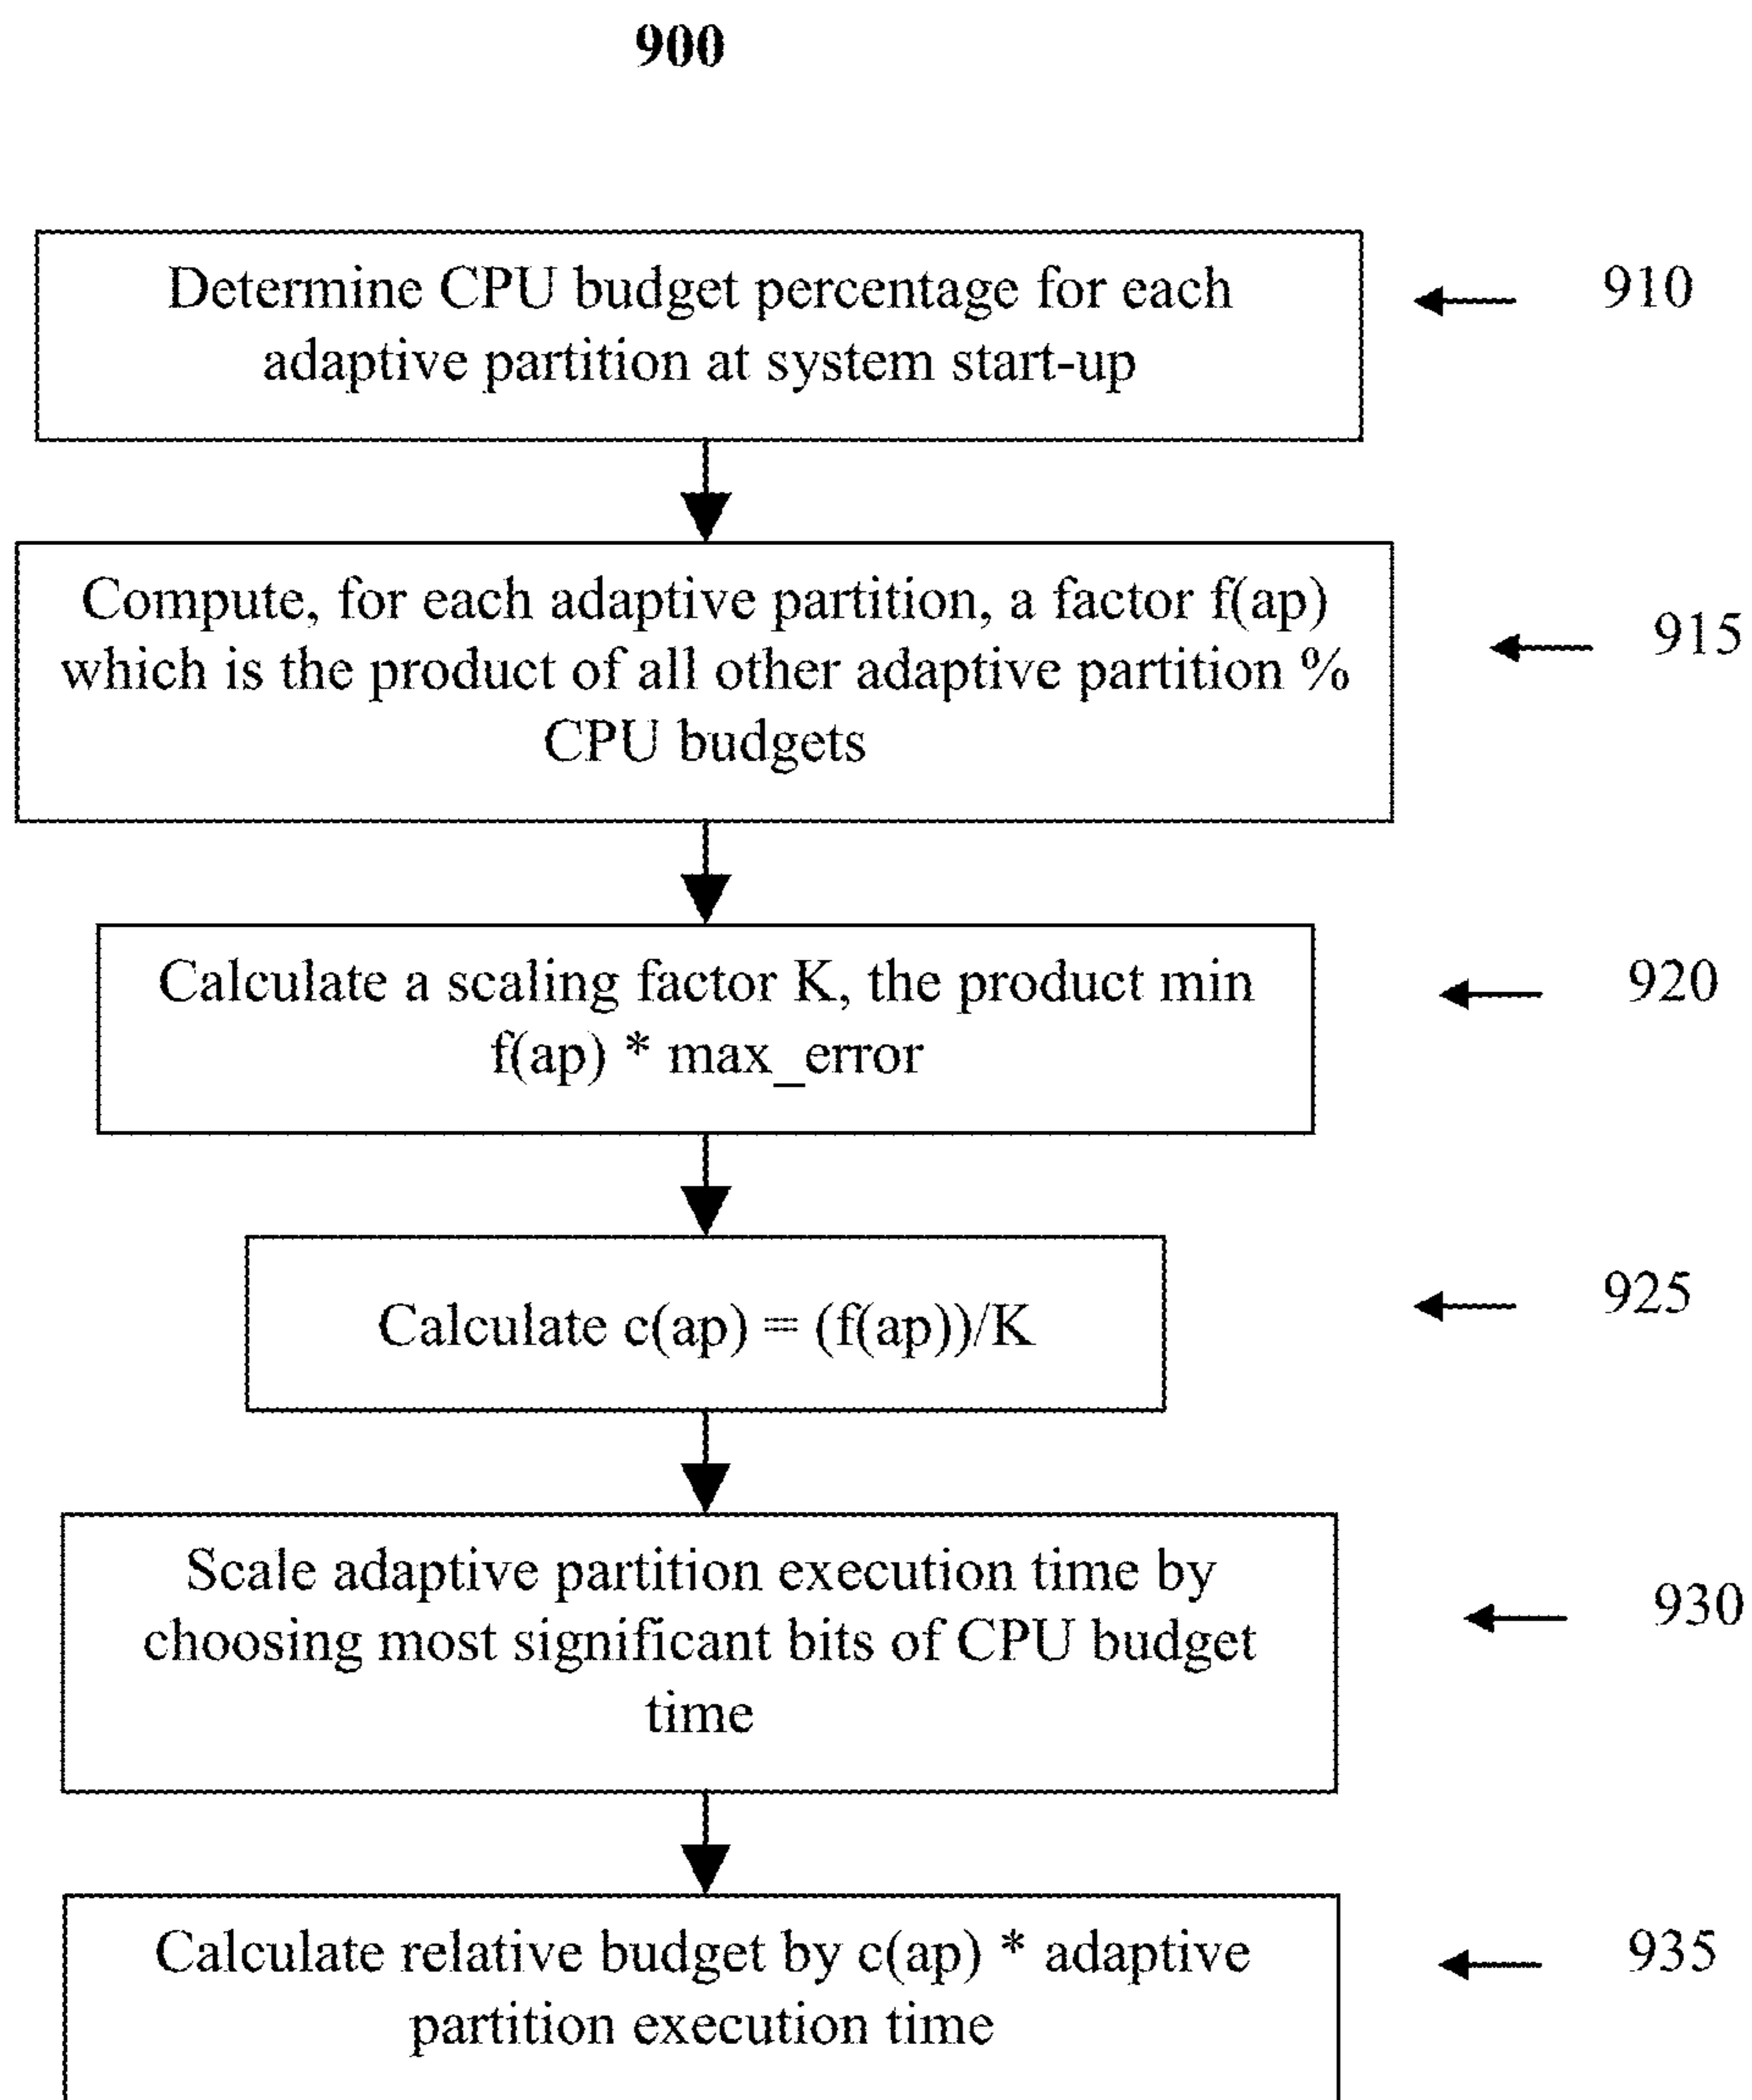 900
Determine CPU budget percentage for each
adaptive partition at system start-up
910
Compute, for each adaptive partition, a factor f(ap)
which is the product of all other adaptive partition %
CPU budgets
915
Calculate a scaling factor K, the product min
f(ap) * max_error
920
Calculate c(ap) = (f(ap))/K
925
Scale adaptive partition execution time by
choosing most significant bits of CPU budget
time
930
Calculate relative budget by c(ap) * adaptive
partition execution time
935